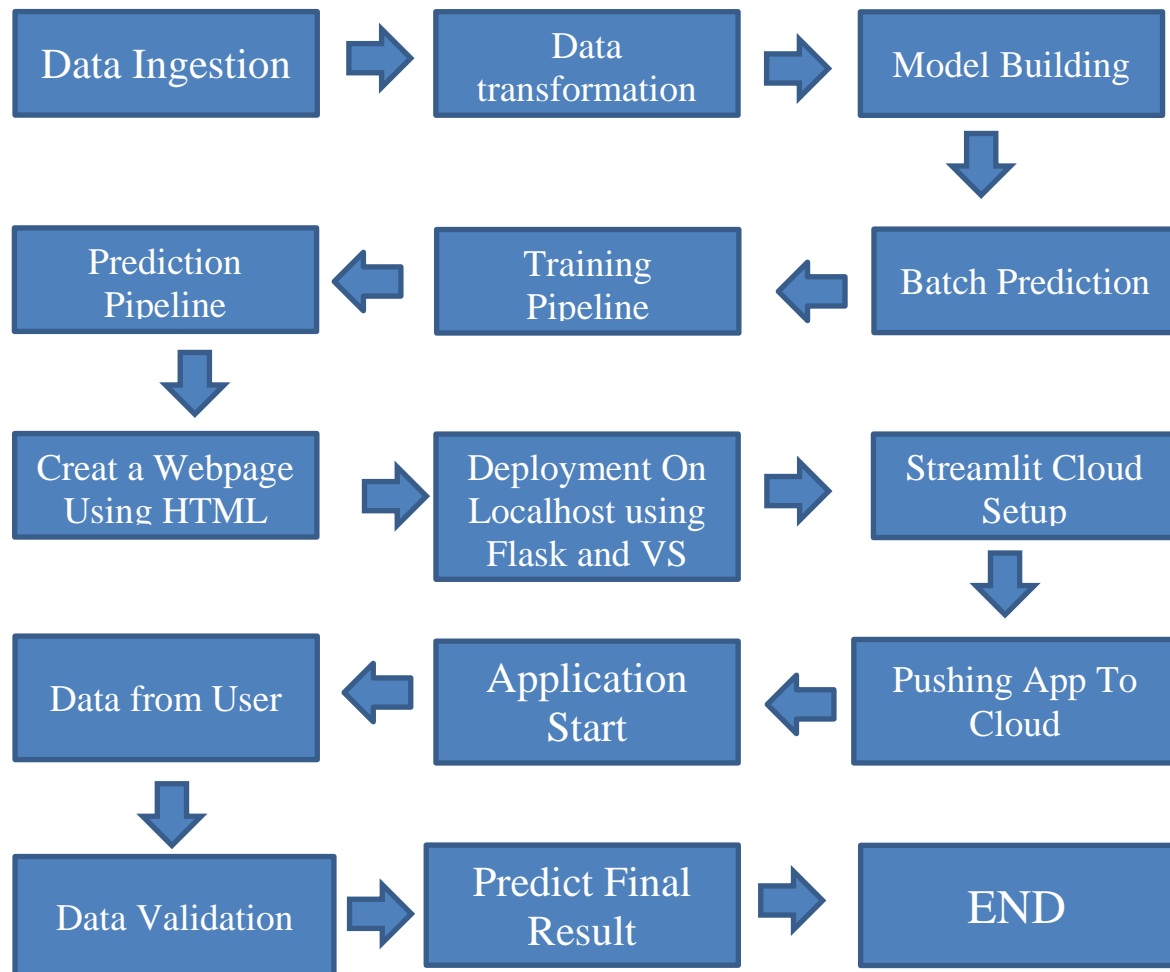 Data Ingestion
Data
transformation
Model Building
Batch Prediction
Training
Pipeline
Prediction
Pipeline
Creat a Webpage
Using HTML
Deployment On
Localhost using
Flask and VS
Streamlit Cloud
Setup
Pushing App To
Cloud
Application
Start
Data from User
Data Validation
Predict Final
Result
END